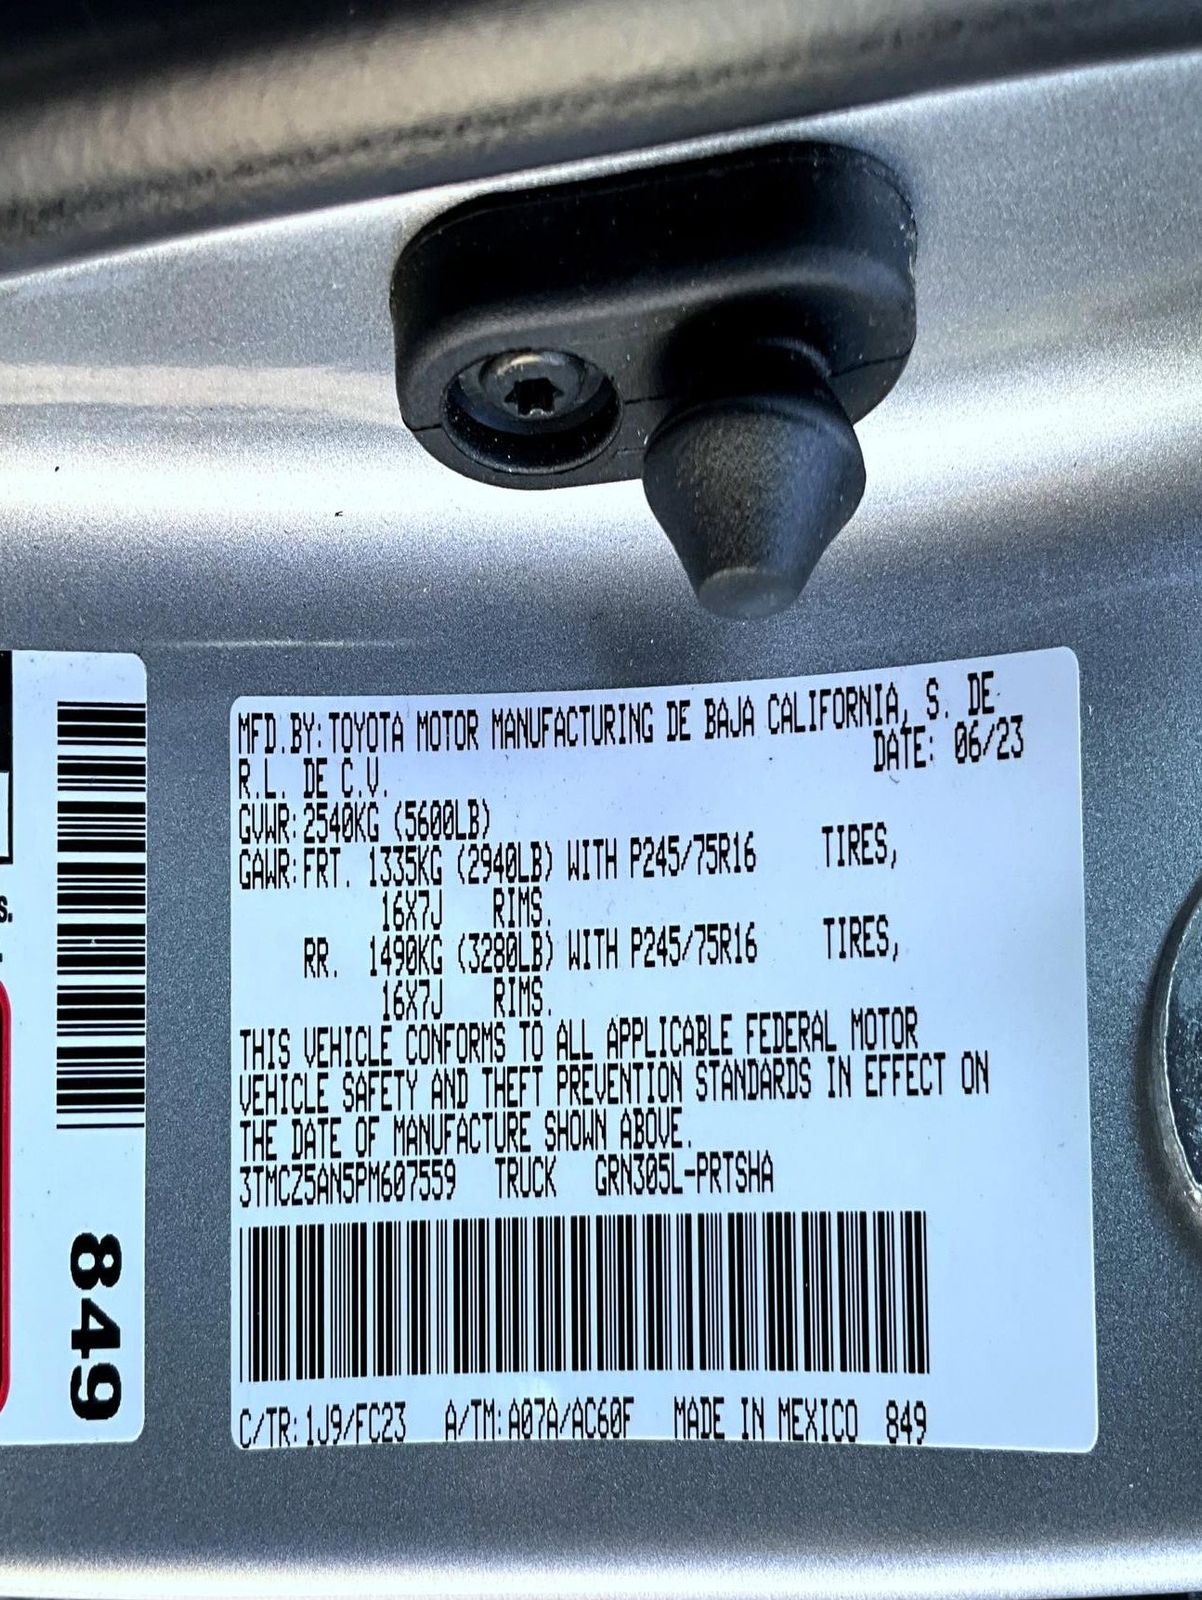 MFD.BY:TOYOTA MOTOR MANUFACTURING DE BAJA CALIFORNIA, S. DE
R.L. DE C.V. DATE: 06/23
GVWR:2540KG (5600LB)
GAWR:FRT. 1335KG (2940LB) WITH P245/75R16 TIRES,
16X7J RIMS.
RR. 1490KG (3280LB) WITH P245/75R16 TIRES,
16X7J RIMS.
THIS VEHICLE CONFORMS TO ALL APPLICABLE FEDERAL MOTOR
VEHICLE SAFETY AND THEFT PREVENTION STANDARDS IN EFFECT ON
THE DATE OF MANUFACTURE SHOWN ABOVE.
3TMCZ5AN5PM607559 TRUCK GRN305L-PRTSHA
C/TR:1J9/FC23 A/TM:A07A/AC60F MADE IN MEXICO 849
849